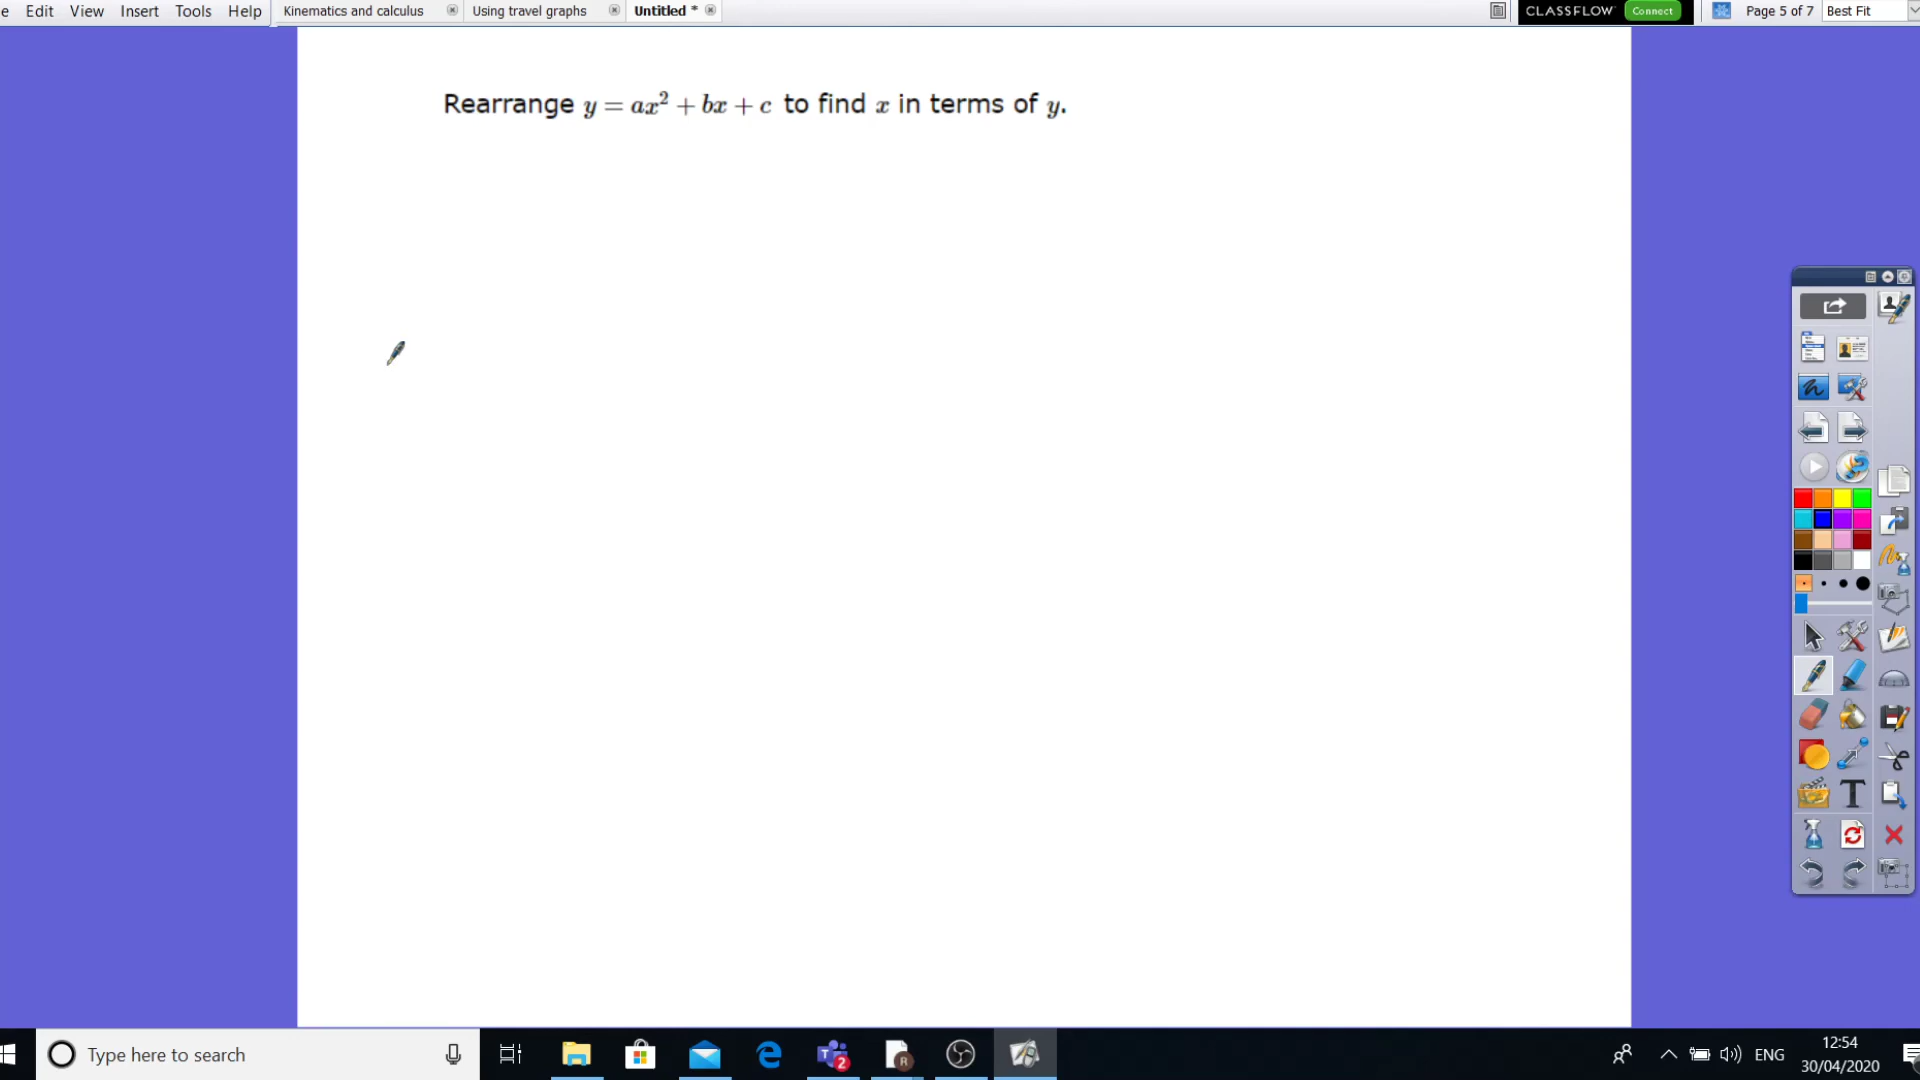 e Edit View Insert Tools Help Kinematics and calculus Using travel graphs Untitled * CLASSFLOW Connect Page 5 of 7 Best Fit
Rearrange y = ax² + bx + c to find x in terms of y.
T
Type here to search 2 R ENG 12:54
30/04/2020